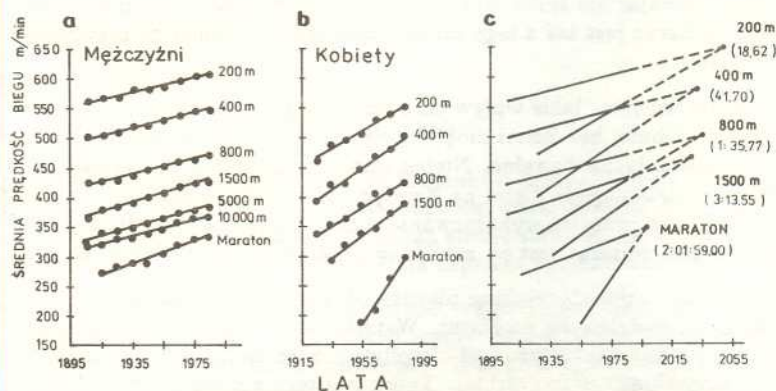 a
Mężczyźni
ŚREDNIA PRĘDKOŚĆ BIEGU m/min
650
600
550
500
450
400
350
300
250
200
150
200 m
400 m
800 m
1500 m
5000 m
10 000 m
Maraton
1895
1935
1975
b
Kobiety
200 m
400 m
800 m
1500 m
Maraton
1915
1955
1995
c
200 m
(18,62)
400 m
(41,70)
800 m
(1:35,77)
1500 m
(3:13.55)
MARATON
(2:01:59,00)
1895
1935
1975
2015
2055
LATA